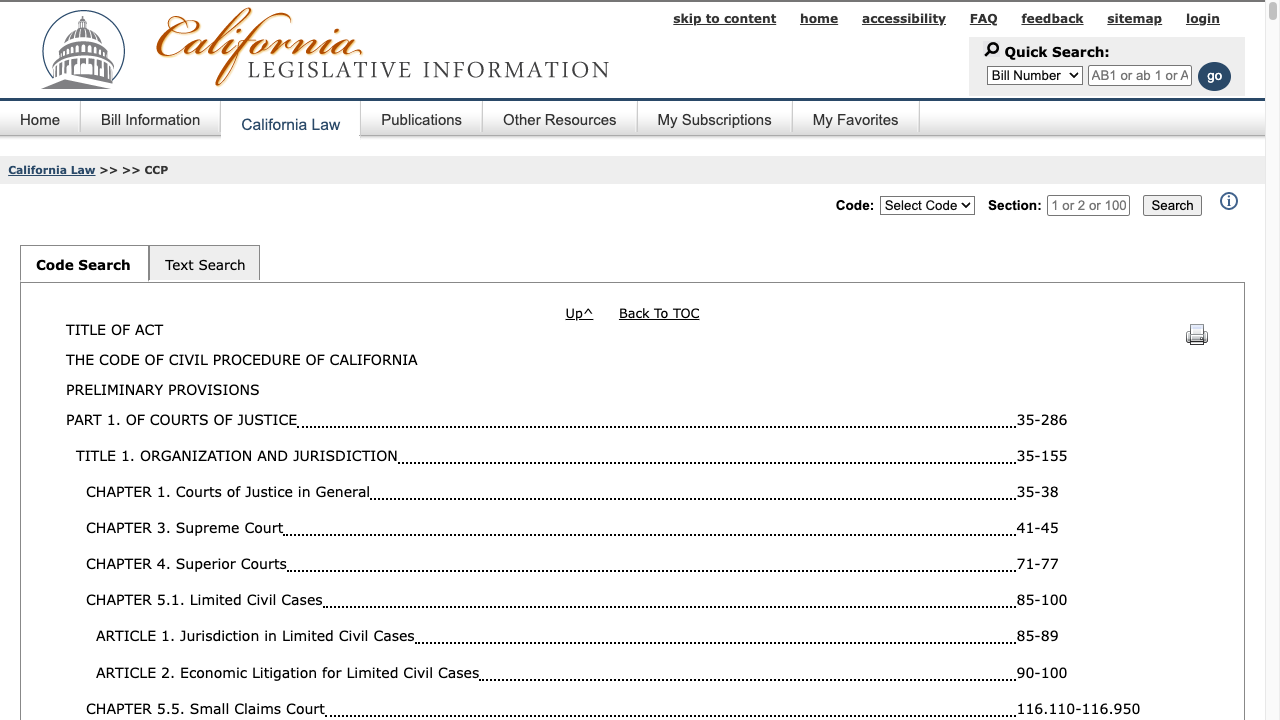 skip to content home accessibility FAQ feedback sitemap login
California
LEGISLATIVE INFORMATION
Quick Search:
Bill Number AB1 or ab 1 or A go
Home Bill Information California Law Publications Other Resources My Subscriptions My Favorites
California Law >> >> CCP
Code: Select Code Section: 1 or 2 or 100 Search
Code Search Text Search
Up^ Back To TOC
TITLE OF ACT
THE CODE OF CIVIL PROCEDURE OF CALIFORNIA
PRELIMINARY PROVISIONS
PART 1. OF COURTS OF JUSTICE 35-286
TITLE 1. ORGANIZATION AND JURISDICTION 35-155
CHAPTER 1. Courts of Justice in General 35-38
CHAPTER 3. Supreme Court 41-45
CHAPTER 4. Superior Courts 71-77
CHAPTER 5.1. Limited Civil Cases 85-100
ARTICLE 1. Jurisdiction in Limited Civil Cases 85-89
ARTICLE 2. Economic Litigation for Limited Civil Cases 90-100
CHAPTER 5.5. Small Claims Court 116.110-116.950